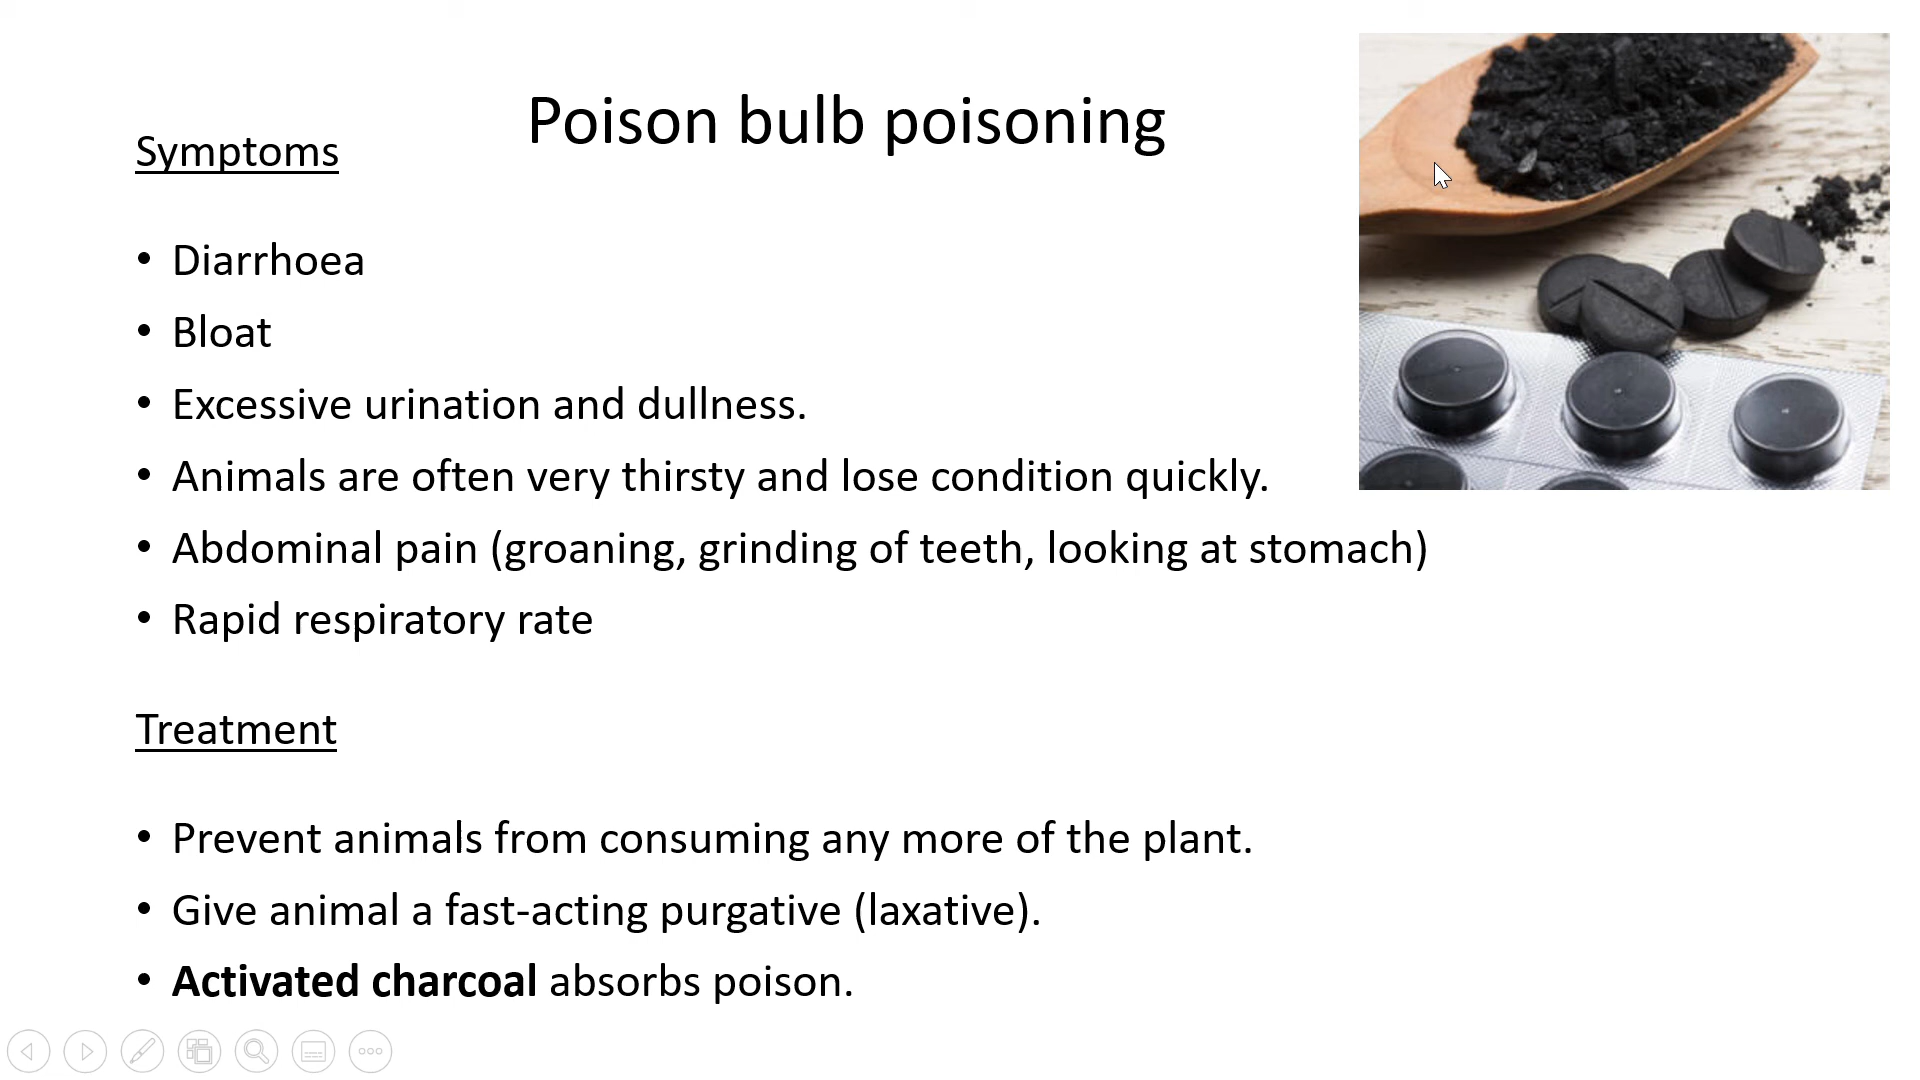 Poison bulb poisoning
Symptoms
• Diarrhoea
• Bloat
• Excessive urination and dullness.
• Animals are often very thirsty and lose condition quickly.
• Abdominal pain (groaning, grinding of teeth, looking at stomach)
• Rapid respiratory rate
Treatment
• Prevent animals from consuming any more of the plant.
• Give animal a fast-acting purgative (laxative).
• Activated charcoal absorbs poison.